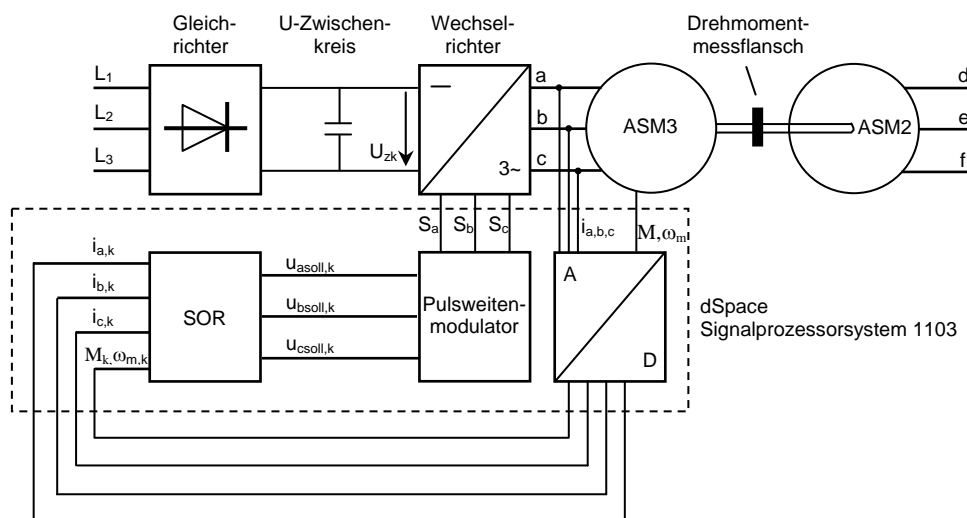 Gleich-
richter
U-Zwischen-
kreis
Wechsel-
richter
Drehmoment-
messflansch
L1
L2
L3
Uzk
3~
a
b
c
ASM3
ASM2
d
e
f
Sa
Sb
Sc
ia,b,c
M,ωm
ia,k
ib,k
ic,k
Mk,ωm,k
SOR
uasoll,k
ubsoll,k
ucsoll,k
Pulsweiten-
modulator
A
D
dSpace
Signalprozessorsystem 1103